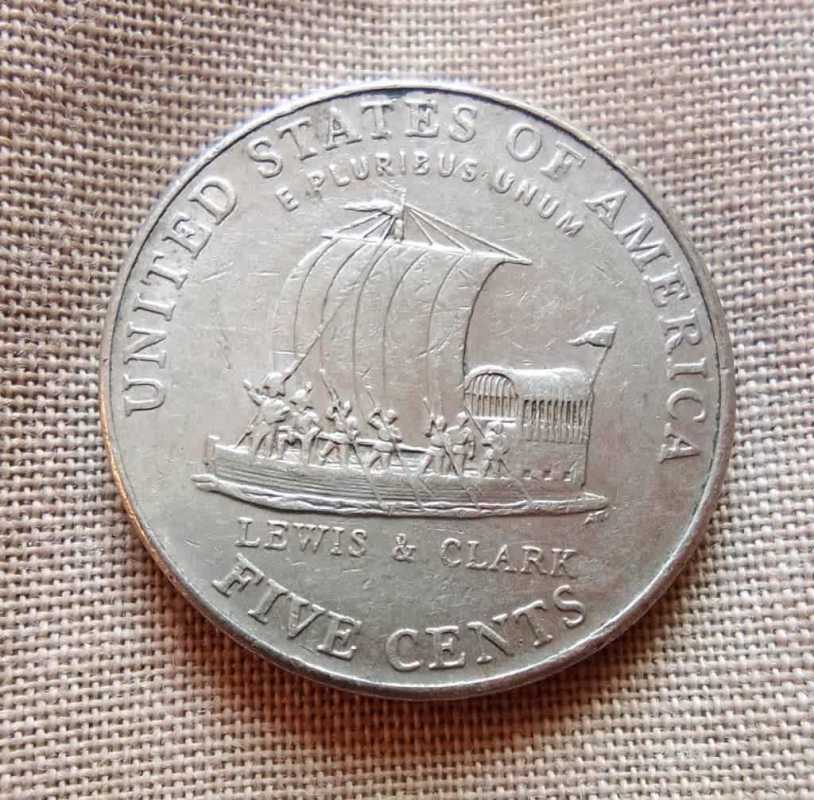 UNITED STATES OF AMERICA
E PLURIBUS UNUM
LEWIS & CLARK
FIVE CENTS